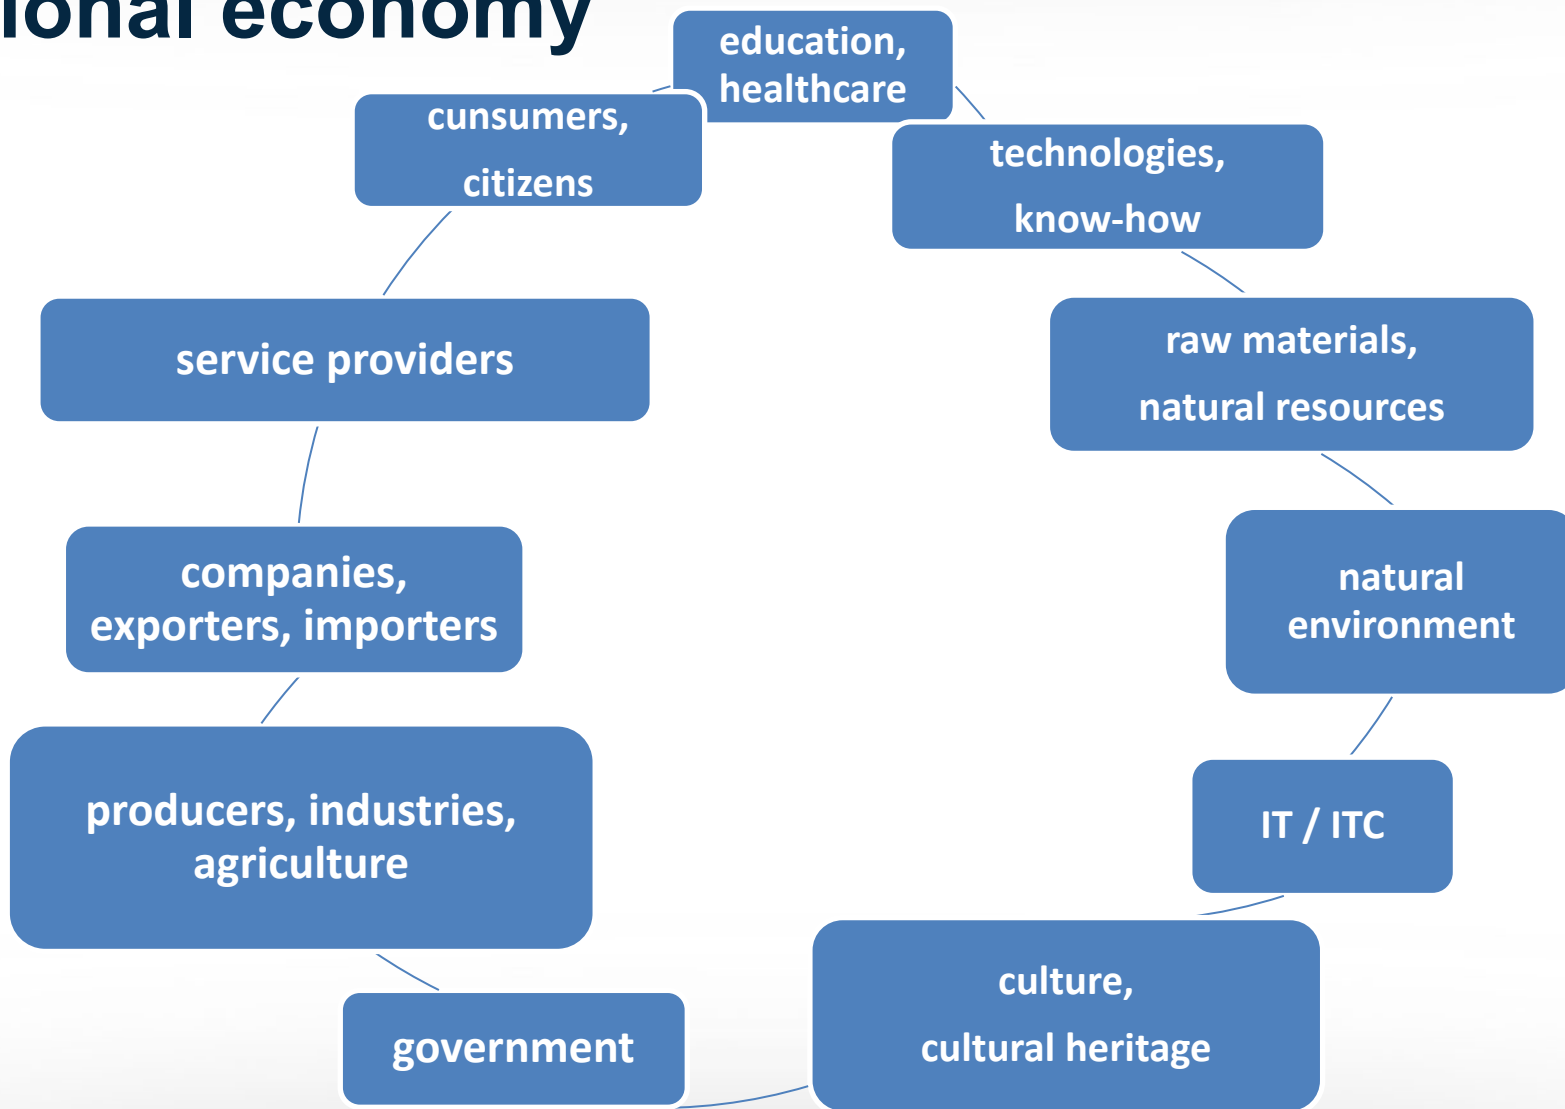 ional economy
education,
healthcare
technologies,
know-how
raw materials,
natural resources
natural
environment
IT / ITC
culture,
cultural heritage
government
producers, industries,
agriculture
companies,
exporters, importers
service providers
cunsumers,
citizens